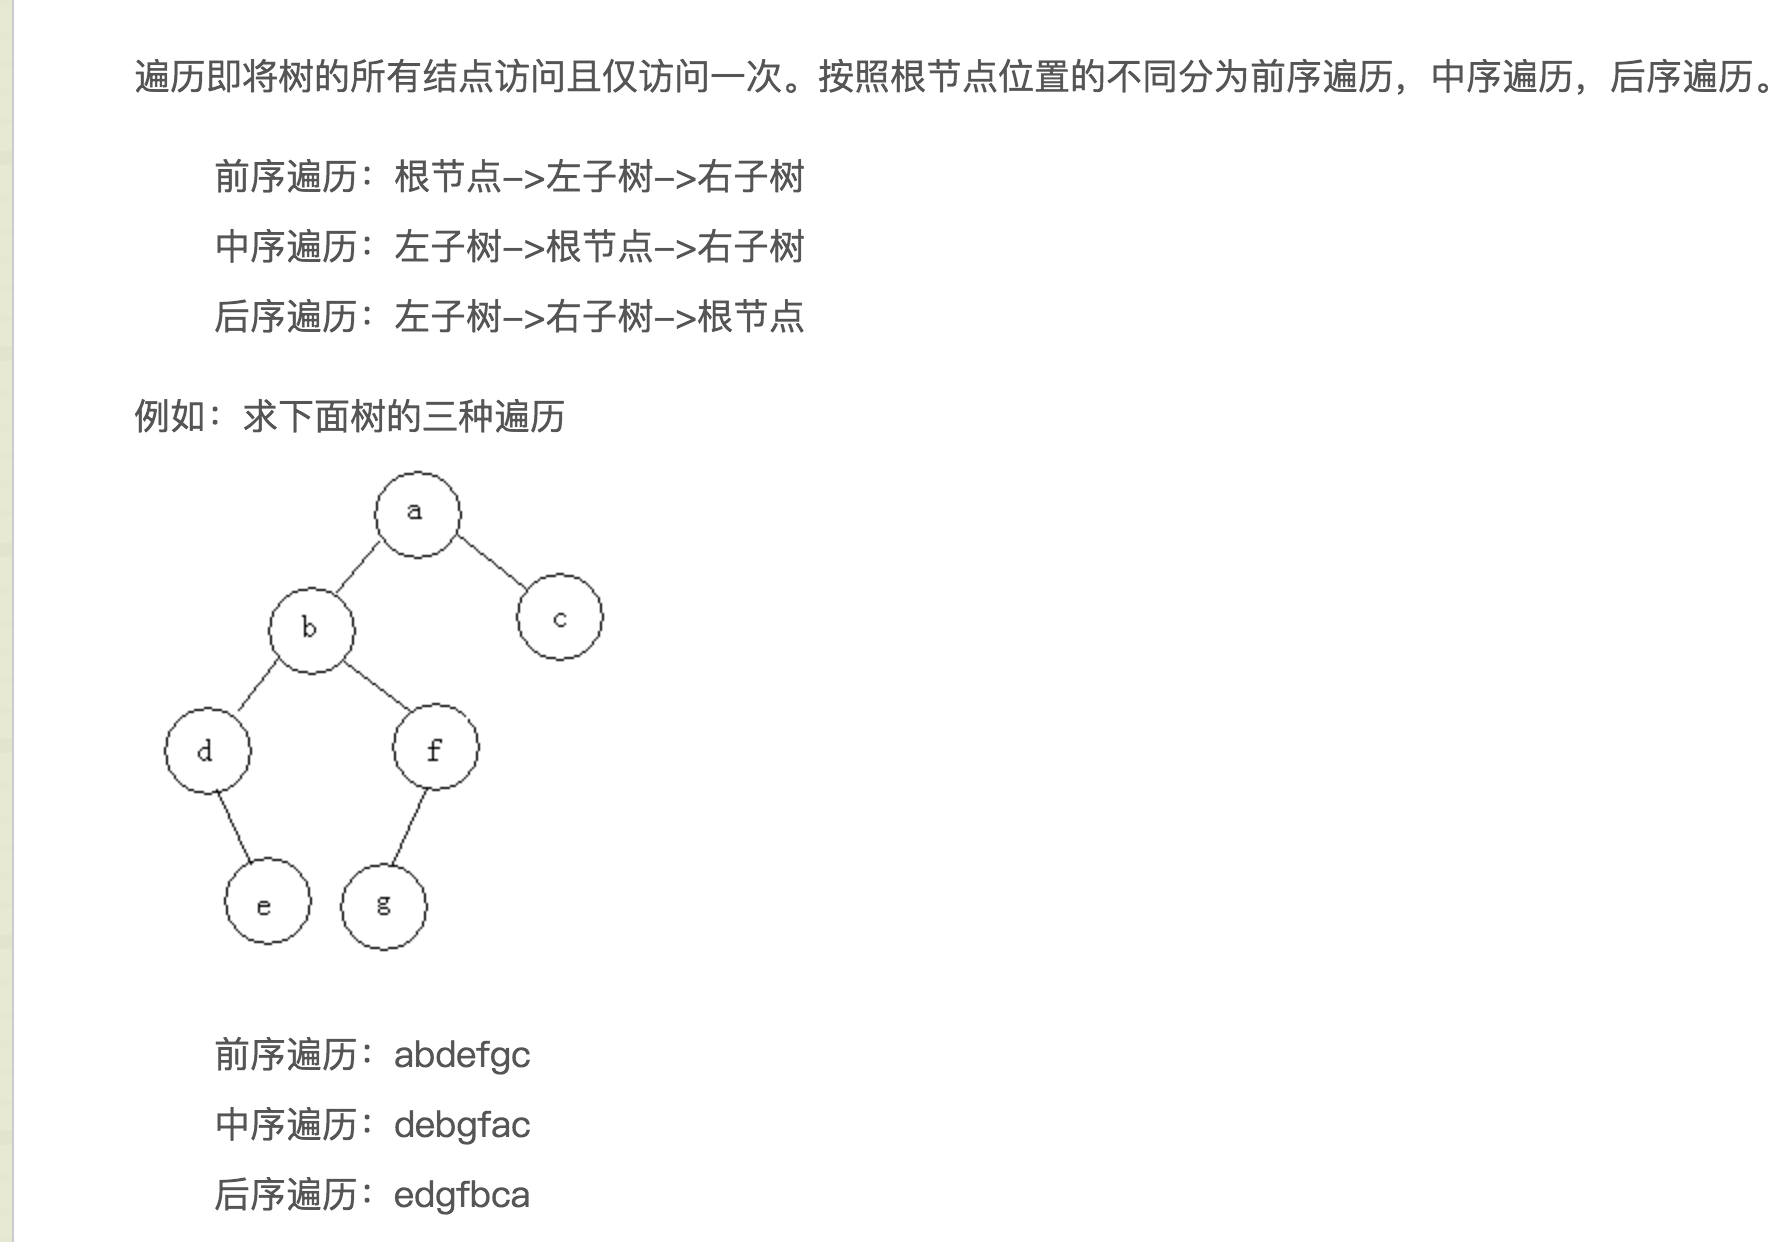 遍历即将树的所有结点访问且仅访问一次。按照根节点位置的不同分为前序遍历，中序遍历，后序遍历。
前序遍历：根节点->左子树->右子树
中序遍历：左子树->根节点->右子树
后序遍历：左子树->右子树->根节点
例如：求下面树的三种遍历
a
b
c
d
f
e
g
前序遍历：abdefgc
中序遍历：debgfac
后序遍历：edgfbca